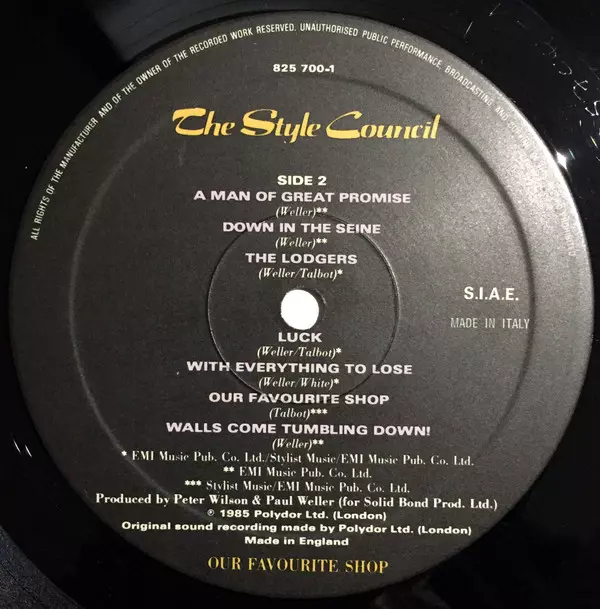 ALL RIGHTS OF THE MANUFACTURER AND OF THE OWNER OF THE RECORDED WORK RESERVED. UNAUTHORISED PUBLIC PERFORMANCE, BROADCASTING AND
825 700-1
The Style Council
SIDE 2
A MAN OF GREAT PROMISE
(Weller)**
DOWN IN THE SEINE
(Weller)**
THE LODGERS
(Weller/Talbot)*
S.I.A.E.
MADE IN ITALY
LUCK
(Weller/Talbot)*
WITH EVERYTHING TO LOSE
(Weller/White)*
OUR FAVOURITE SHOP
(Talbot)***
WALLS COME TUMBLING DOWN!
(Weller)**
* EMI Music Pub. Co. Ltd./Stylist Music/EMI Music Pub. Co. Ltd.
** EMI Music Pub. Co. Ltd.
*** Stylist Music/EMI Music Pub. Co. Ltd.
Produced by Peter Wilson & Paul Weller (for Solid Bond Prod. Ltd.)
℗ 1985 Polydor Ltd. (London)
Original sound recording made by Polydor Ltd. (London)
Made in England
OUR FAVOURITE SHOP